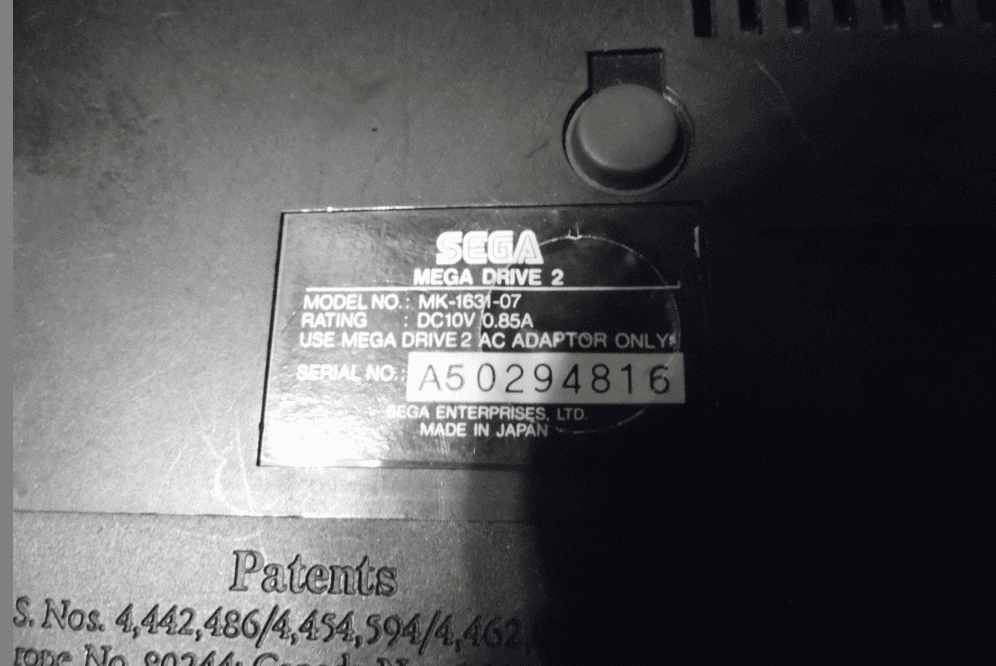 SEGA
MEGA DRIVE 2
MODEL NO.: MK-1631-07
RATING : DC10V 0.85A
USE MEGA DRIVE 2 AC ADAPTOR ONLY.
SERIAL NO.: A50294816
SEGA ENTERPRISES, LTD.
MADE IN JAPAN
Patents
S. Nos. 4,442,486/4,454,594/4,462,
No. 80244;